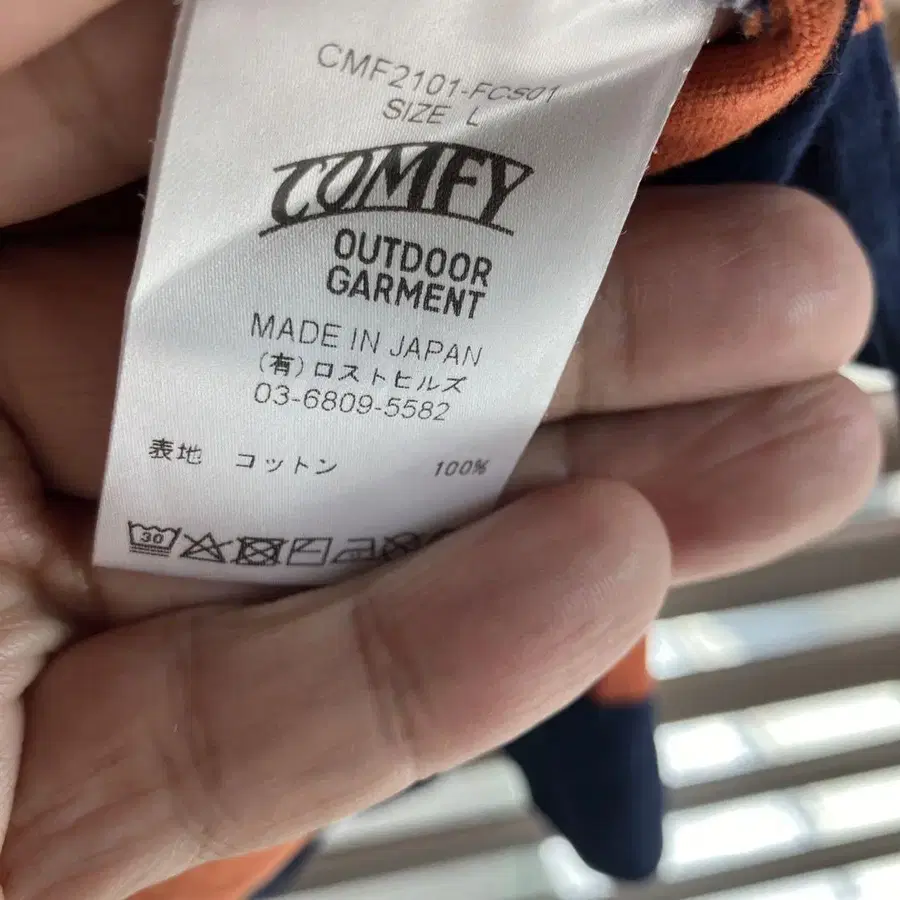 CMF2101-FCS01
SIZE L
COMFY
OUTDOOR
GARMENT
MADE IN JAPAN
(有)ロストヒルズ
03-6809-5582
表地 コットン 100%
30